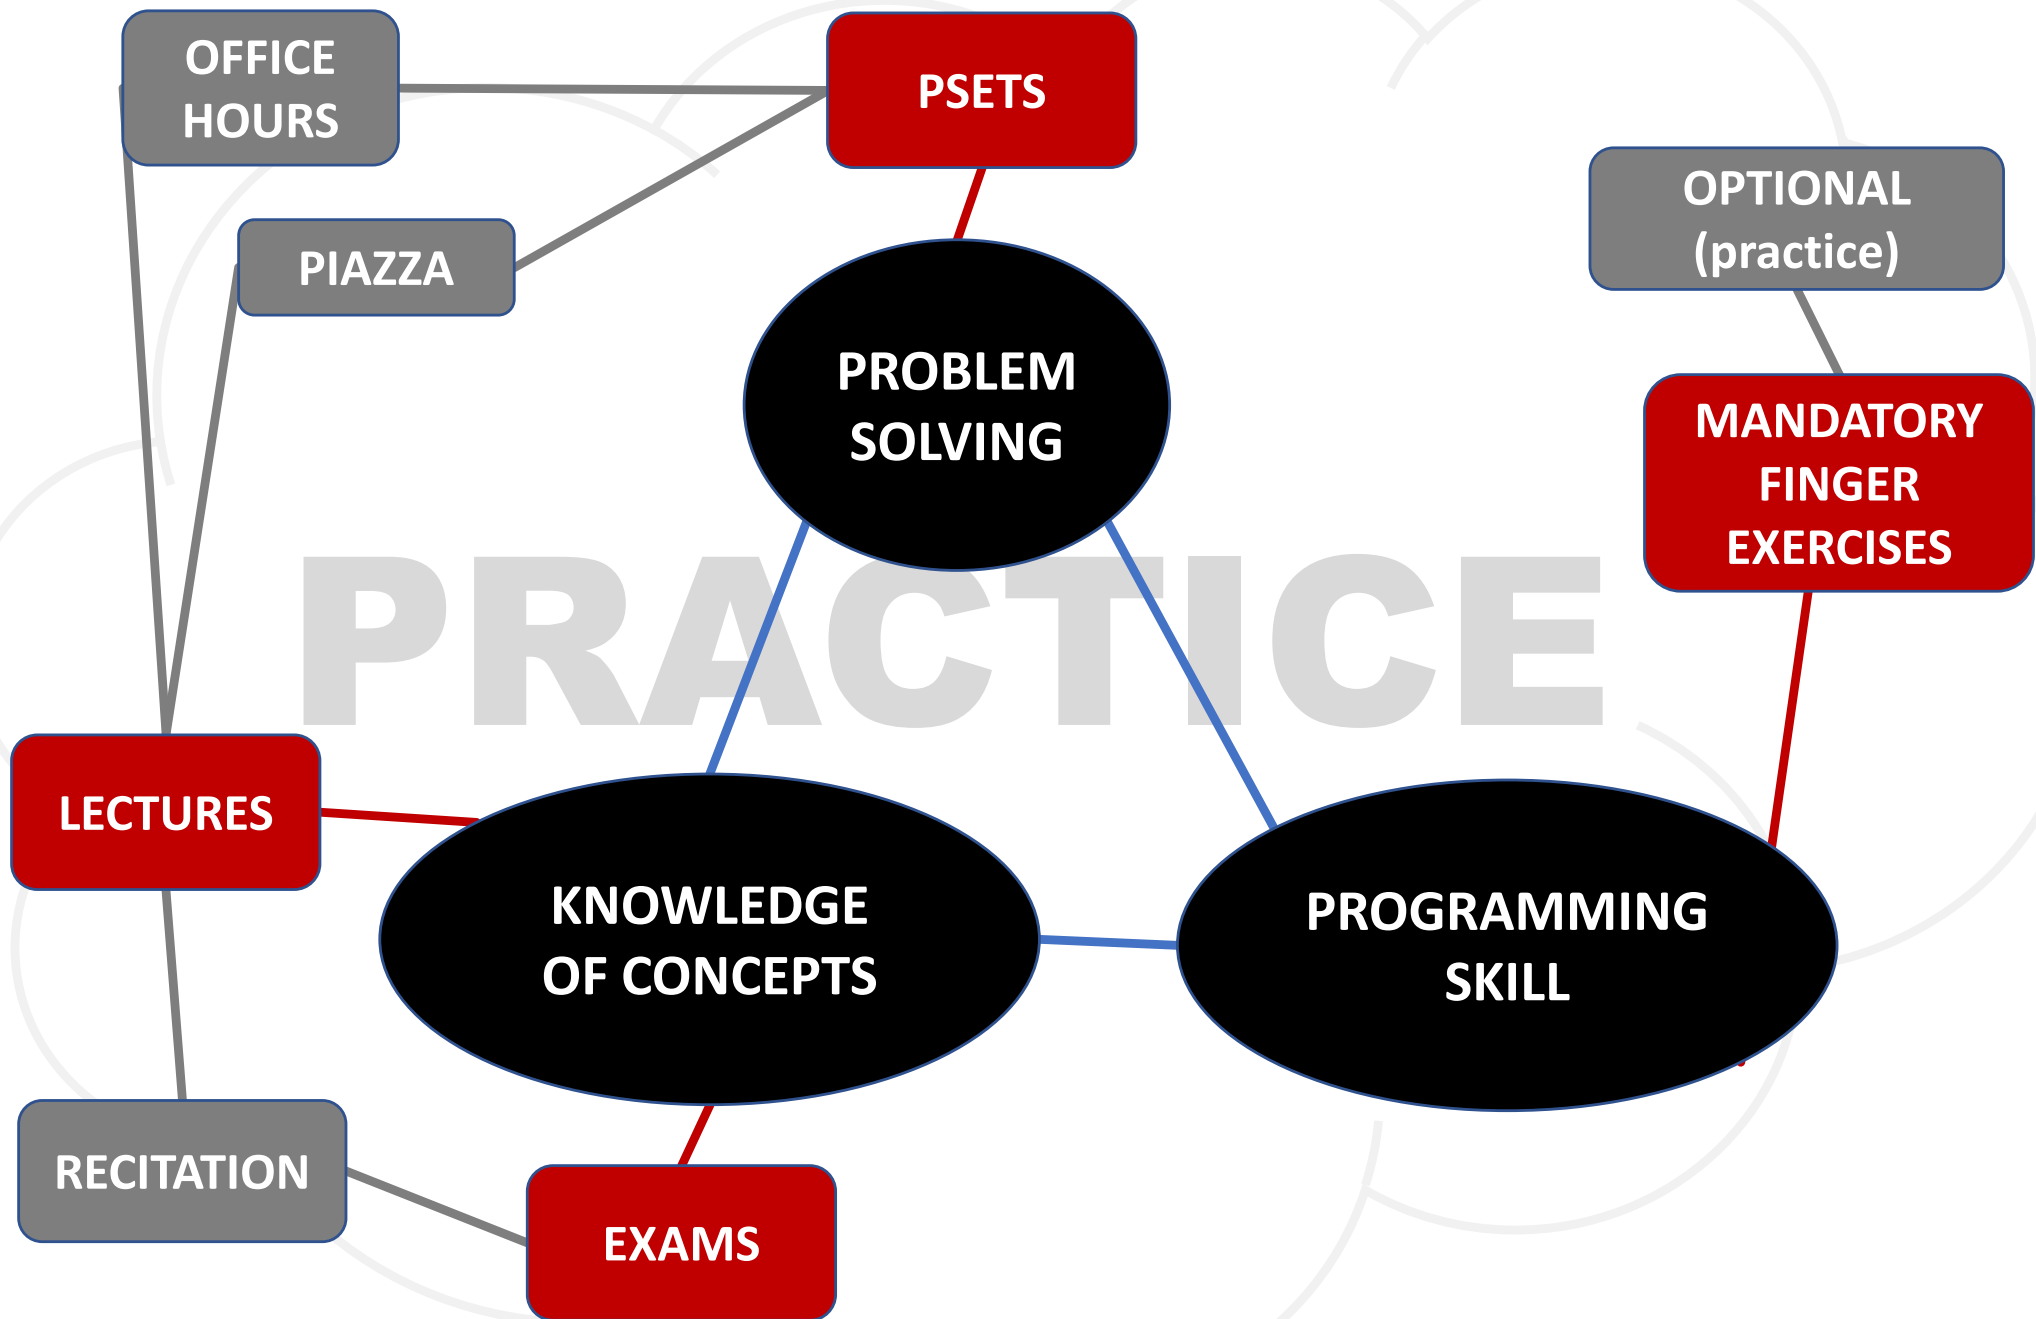 OFFICE
HOURS
PSETS
OPTIONAL
(practice)
PIAZZA
PROBLEM
SOLVING
MANDATORY
FINGER
EXERCISES
PRACTICE
LECTURES
KNOWLEDGE
OF CONCEPTS
PROGRAMMING
SKILL
RECITATION
EXAMS